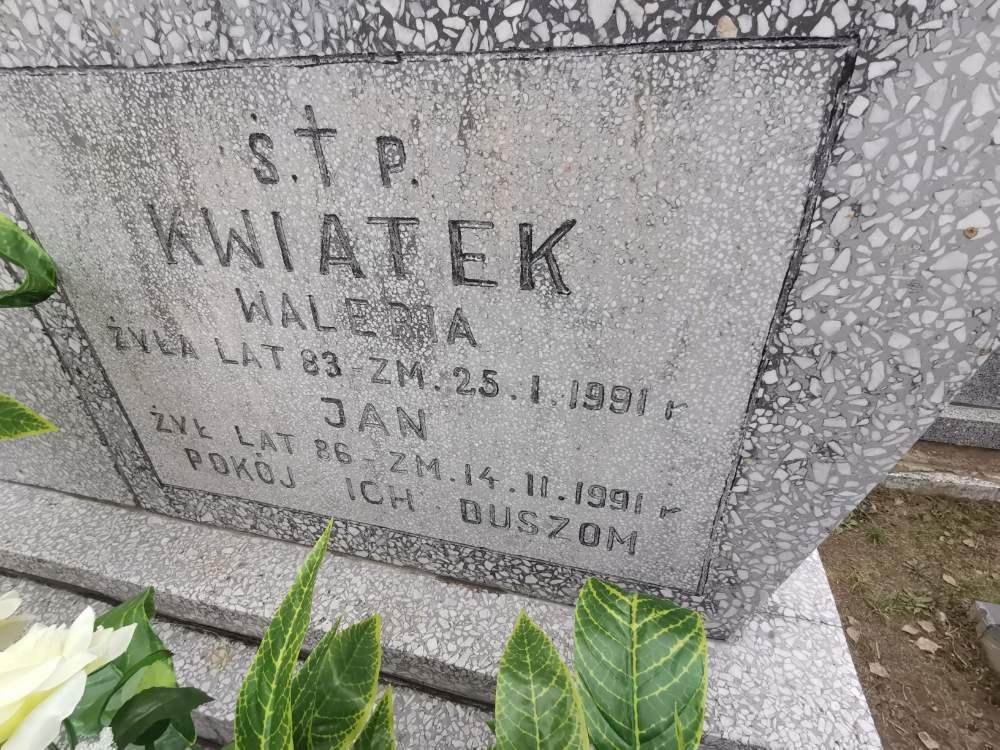 Ś.†P.
KWIATEK
WALERIA
ŻYŁA LAT 83 - ZM. 25.1.1991 r
JAN
ŻYŁ LAT 86 - ZM. 14.11.1991 r
POKÓJ ICH DUSZOM